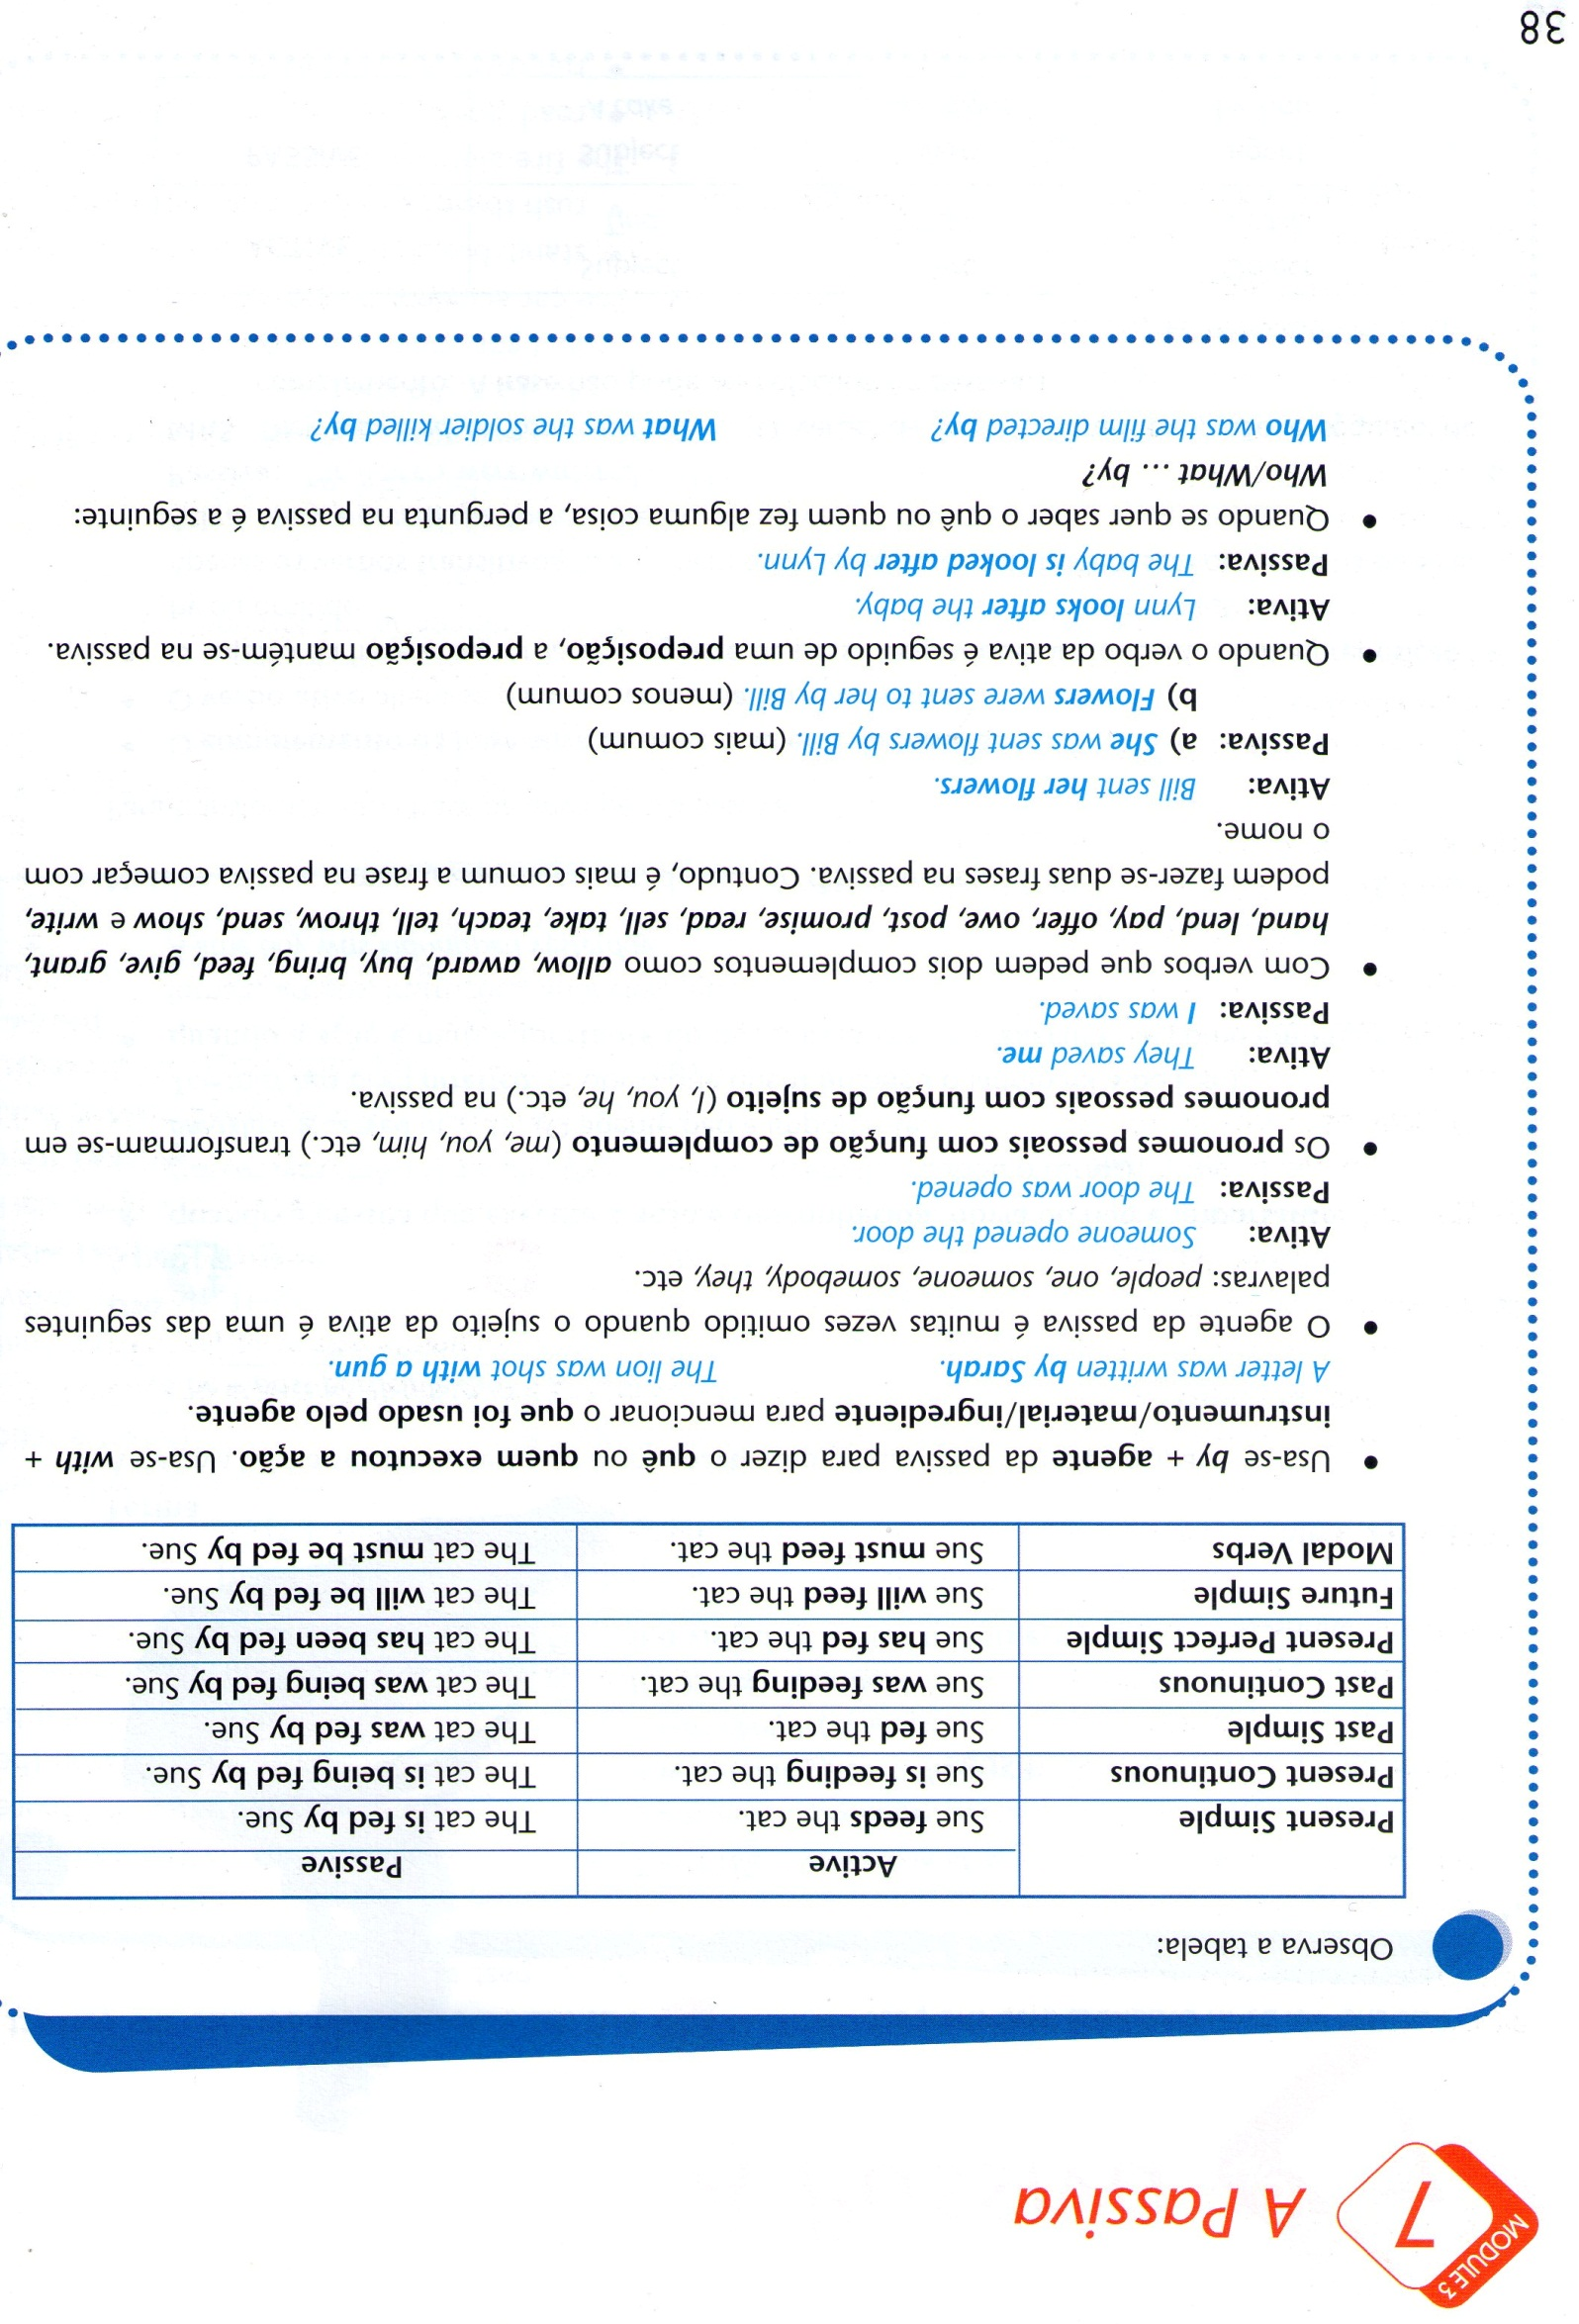 MODULE 3
7 A Passiva
Observa a tabela:
Active Passive
Present Simple Sue feeds the cat. The cat is fed by Sue.
Present Continuous Sue is feeding the cat. The cat is being fed by Sue.
Past Simple Sue fed the cat. The cat was fed by Sue.
Past Continuous Sue was feeding the cat. The cat was being fed by Sue.
Present Perfect Simple Sue has fed the cat. The cat has been fed by Sue.
Future Simple Sue will feed the cat. The cat will be fed by Sue.
Modal Verbs Sue must feed the cat. The cat must be fed by Sue.
• Usa-se by + agente da passiva para dizer o quê ou quem executou a ação. Usa-se with +
instrumento/material/ingrediente para mencionar o que foi usado pelo agente.
A letter was written by Sarah. The lion was shot with a gun.
• O agente da passiva é muitas vezes omitido quando o sujeito da ativa é uma das seguintes
palavras: people, one, someone, somebody, they, etc.
Ativa: Someone opened the door.
Passiva: The door was opened.
• Os pronomes pessoais com função de complemento (me, you, him, etc.) transformam-se em
pronomes pessoais com função de sujeito (I, you, he, etc.) na passiva.
Ativa: They saved me.
Passiva: I was saved.
• Com verbos que pedem dois complementos como allow, award, buy, bring, feed, give, grant,
hand, lend, pay, offer, owe, post, promise, read, sell, take, teach, tell, throw, send, show e write,
podem fazer-se duas frases na passiva. Contudo, é mais comum a frase na passiva começar com
o nome.
Ativa: Bill sent her flowers.
Passiva: a) She was sent flowers by Bill. (mais comum)
b) Flowers were sent to her by Bill. (menos comum)
• Quando o verbo da ativa é seguido de uma preposição, a preposição mantém-se na passiva.
Ativa: Lynn looks after the baby.
Passiva: The baby is looked after by Lynn.
• Quando se quer saber o quê ou quem fez alguma coisa, a pergunta na passiva é a seguinte:
Who/What ... by?
Who was the film directed by? What was the soldier killed by?
38